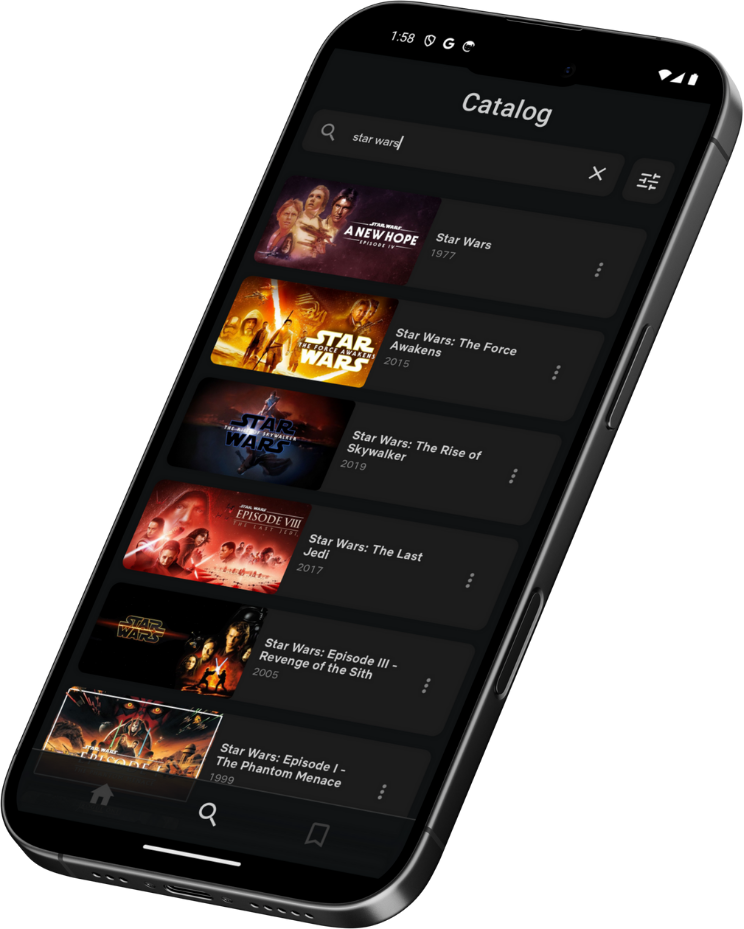 1:58
Catalog
star wars
STAR WARS
A NEW HOPE
EPISODE IV
Star Wars
1977
STAR
THE FORCE AWAKENS
WARS
Star Wars: The Force
Awakens
2015
STAR
THE RISE OF SKYWALKER
WARS
Star Wars: The Rise of
Skywalker
2019
STAR WARS
EPISODE VIII
THE LAST JEDI
Star Wars: The Last
Jedi
2017
STAR
WARS
Star Wars: Episode III -
Revenge of the Sith
2005
STAR WARS
EPISODE I
Star Wars: Episode I -
The Phantom Menace
1999